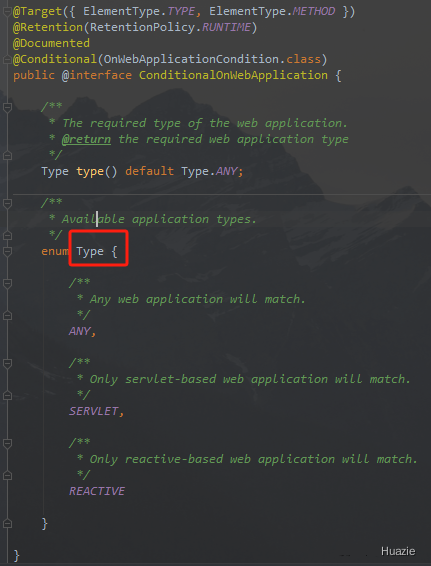 @Target({ ElementType.TYPE, ElementType.METHOD })
@Retention(RetentionPolicy.RUNTIME)
@Documented
@Conditional(OnWebApplicationCondition.class)
public @interface ConditionalOnWebApplication {
/**
* The required type of the web application.
* @return the required web application type
*/
Type type() default Type.ANY;
/**
* Available application types.
*/
enum Type {
/**
* Any web application will match.
*/
ANY,
/**
* Only servlet-based web application will match.
*/
SERVLET,
/**
* Only reactive-based web application will match.
*/
REACTIVE
}
}
Huazie